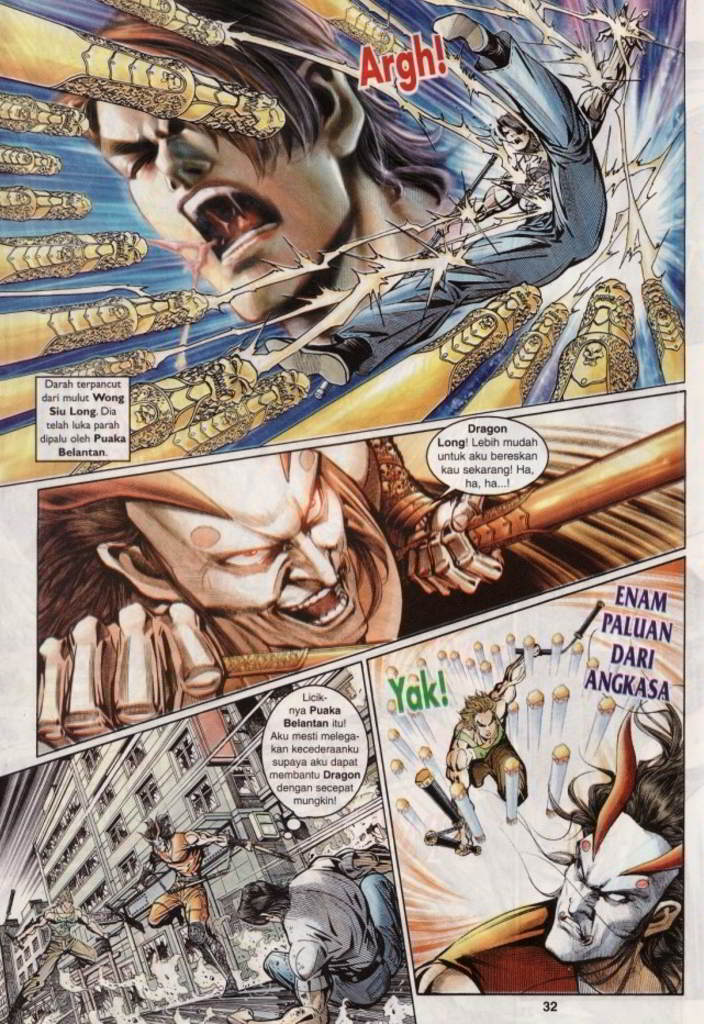 Argh!
Darah terpancut
dari mulut Wong
Siu Long. Dia
telah luka parah
dipalu oleh Puaka
Belantan.
Dragon
Long! Lebih mudah
untuk aku bereskan
kau sekarang! Ha,
ha, ha...!
Licik-
nya Puaka
Belantan itu!
Aku mesti melega-
kan kecederaanku
supaya aku dapat
membantu Dragon
dengan secepat
mungkin!
ENAM
PALUAN
DARI
ANGKASA
Yak!
32